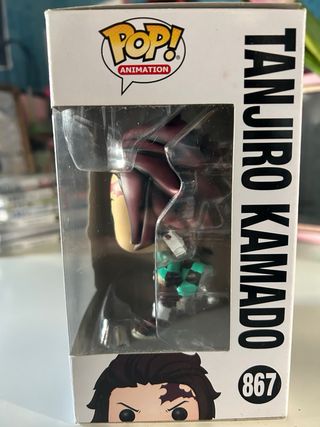 POP!
ANIMATION
TANJIRO KAMADO
867